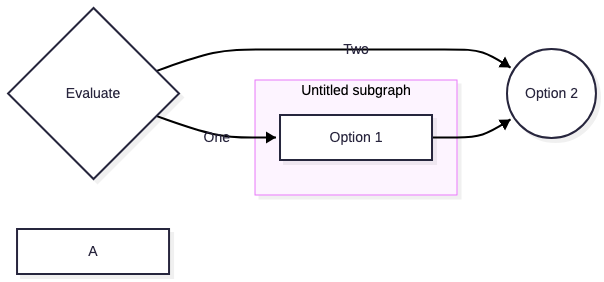 Two
Untitled subgraph
Evaluate
Option 2
One
Option 1
A